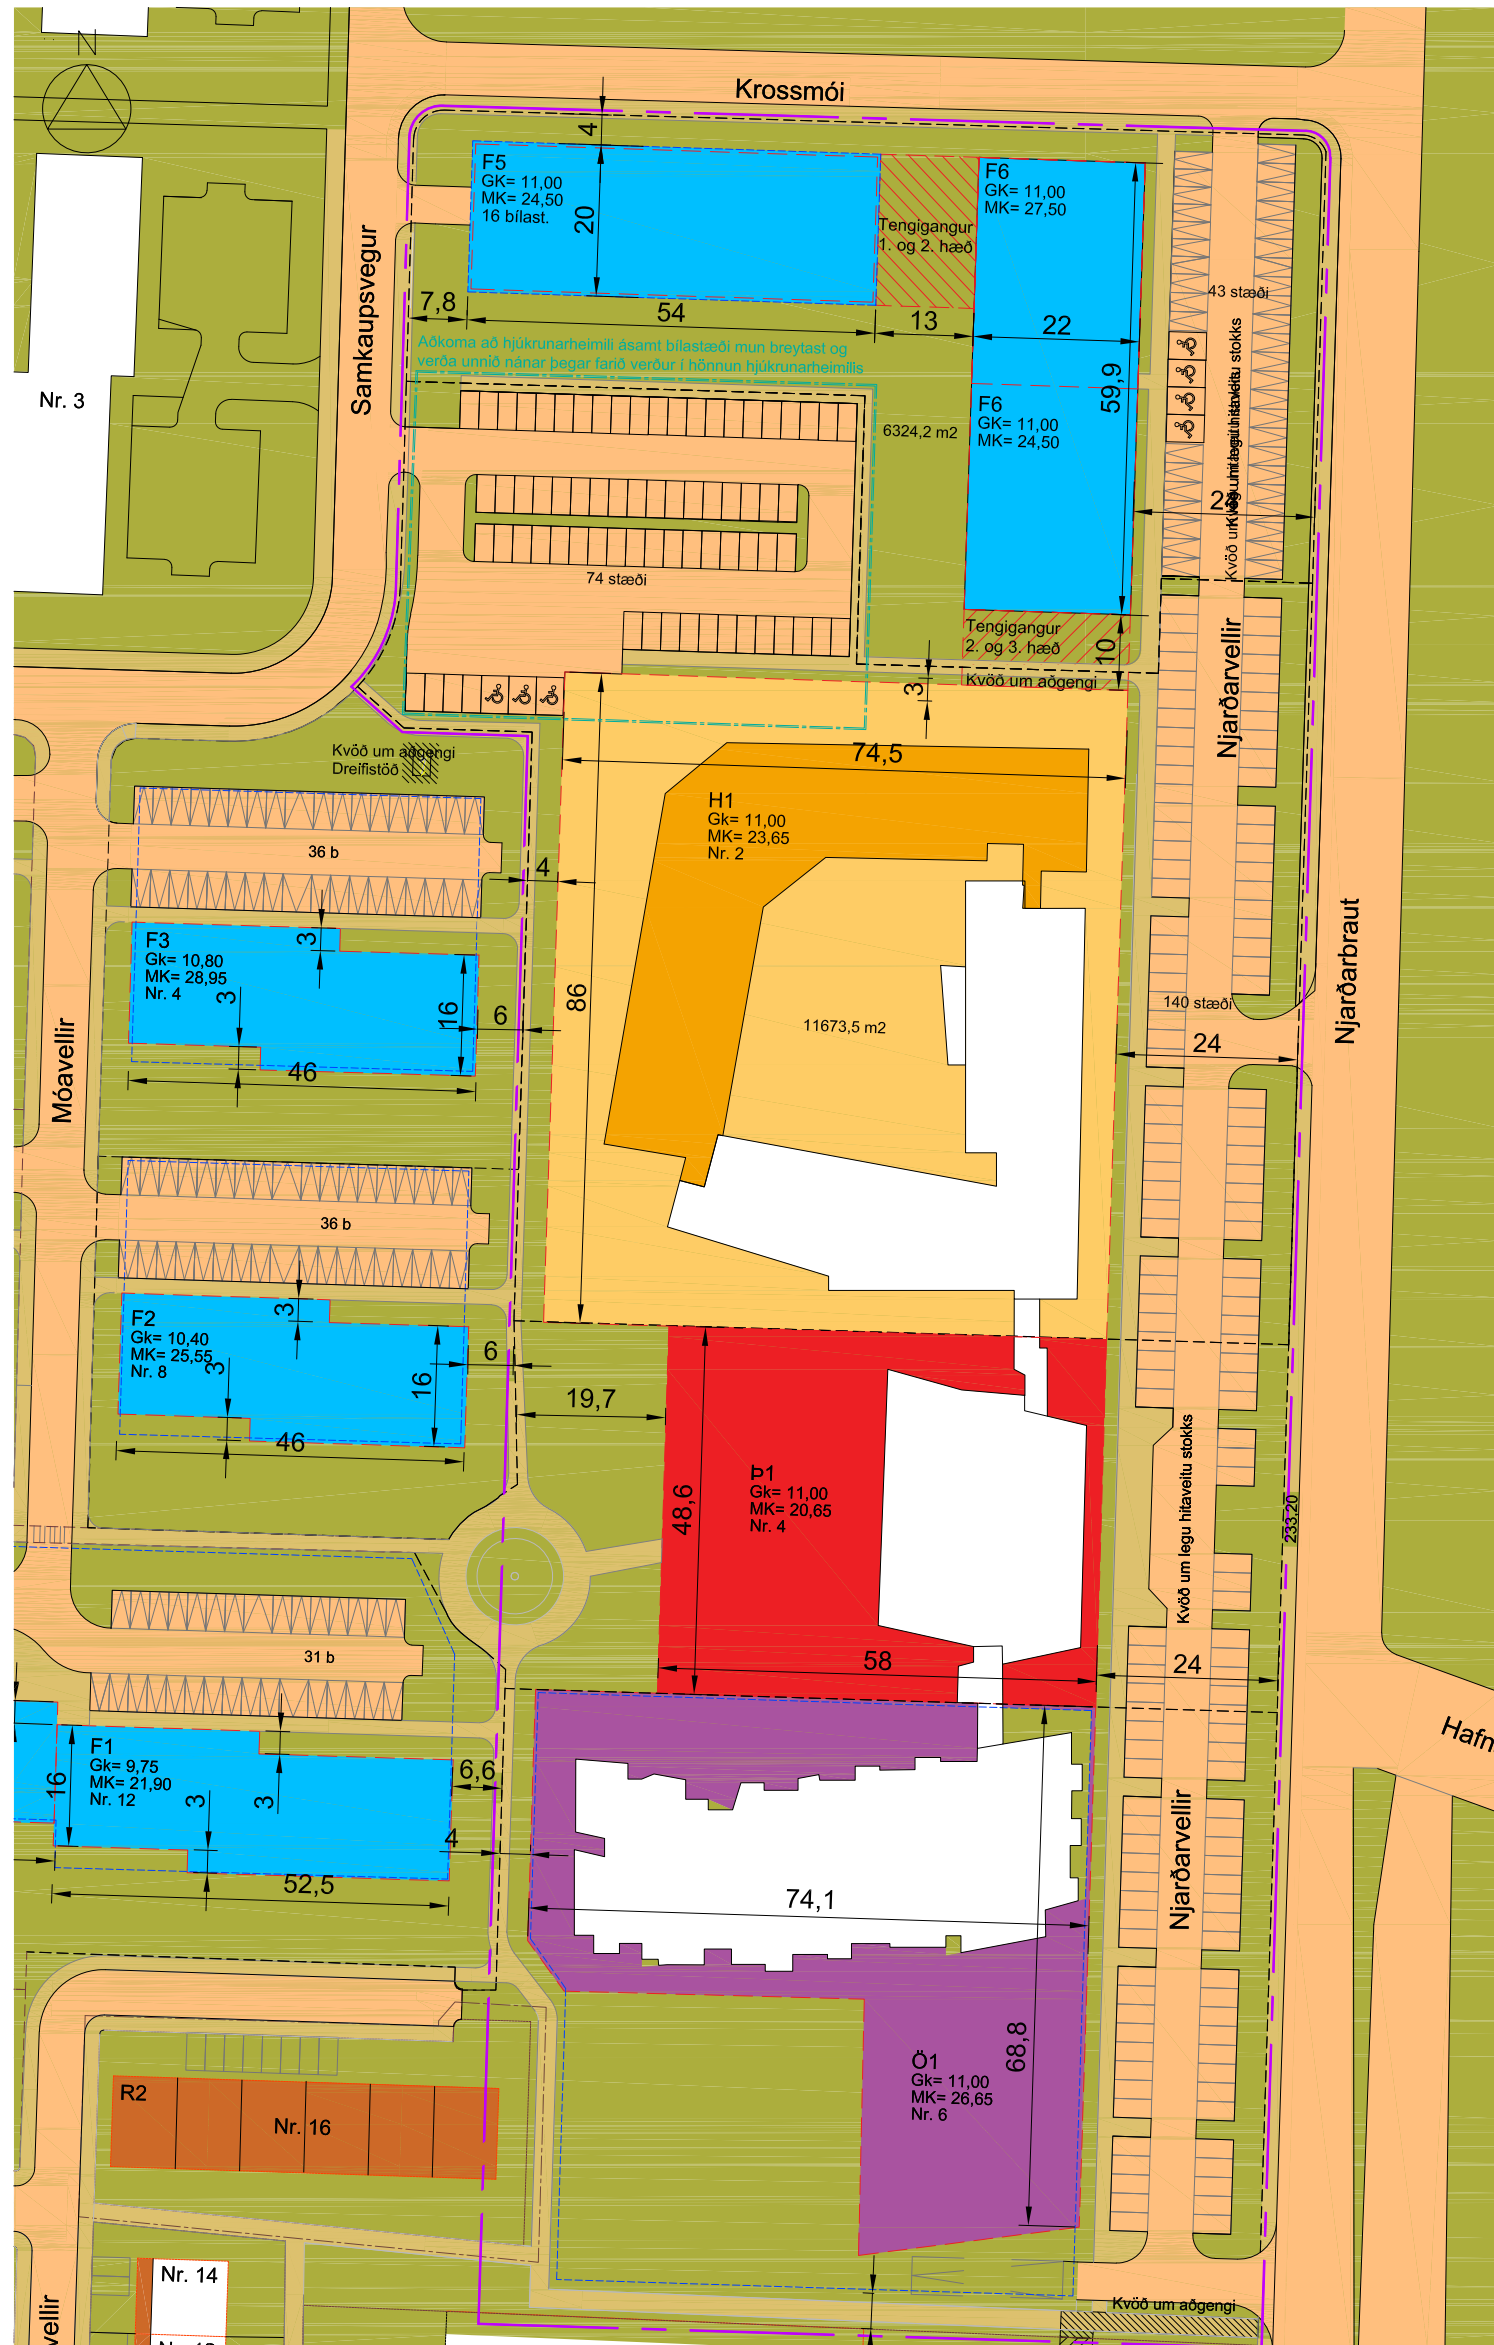 N
Krossmói
4
F5
GK= 11,00
MK= 24,50
16 bílast.
20
F6
GK= 11,00
MK= 27,50
Tengigangur
1. og 2. hæð
Samkaupsvegur
43 stæði
7,8
54
13
22
Aðkoma að hjúkrunarheimili ásamt bílastæði mun breytast og
verða unnið nánar þegar farið verður í hönnun hjúkrunarheimilis
59,9
Nr. 3
F6
GK= 11,00
MK= 24,50
6324,2 m2
24
74 stæði
Tengigangur
2. og 3. hæð
10
Kvöð um aðgengi
3
Njarðarvellir
Kvöð um aðgengi
Dreifistöð
74,5
H1
Gk= 11,00
MK= 23,65
Nr. 2
36 b
4
F3
Gk= 10,80
MK= 28,95
Nr. 4
3
3
16
6
46
86
11673,5 m2
140 stæði
24
Njarðarbraut
Móavellir
36 b
F2
Gk= 10,40
MK= 25,55
Nr. 8
3
3
16
6
46
19,7
48,6
Þ1
Gk= 11,00
MK= 20,65
Nr. 4
Kvöð um legu hitaveitu stokks
233,20
58
24
31 b
Hafn
F1
Gk= 9,75
MK= 21,90
Nr. 12
16
3
3
6,6
4
52,5
74,1
Njarðarvellir
68,8
Ö1
Gk= 11,00
MK= 26,65
Nr. 6
R2
Nr. 16
Nr. 14
vellir
Kvöð um aðgengi